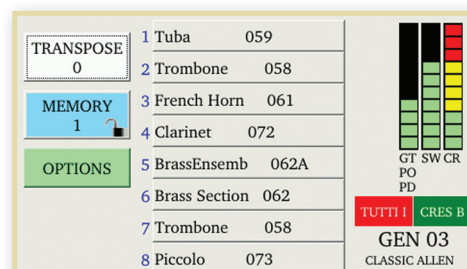 TRANSPOSE
0
MEMORY
1
OPTIONS
1 Tuba 059
2 Trombone 058
3 French Horn 061
4 Clarinet 072
5 BrassEnsemb 062A
6 Brass Section 062
7 Trombone 058
8 Piccolo 073
GT SW CR
PO
PD
TUTTI I CRES B
GEN 03
CLASSIC ALLEN